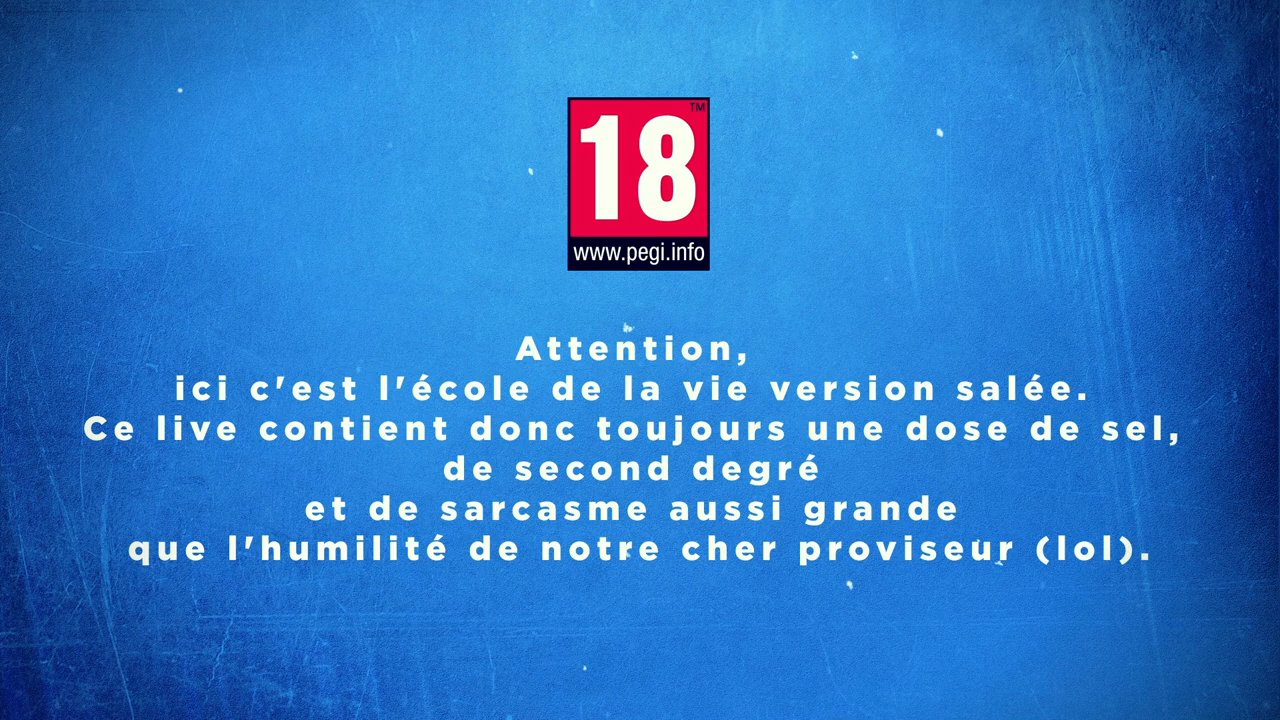 TM
18
www.pegi.info
Attention,
ici c'est l'école de la vie version salée.
Ce live contient donc toujours une dose de sel,
de second degré
et de sarcasme aussi grande
que l'humilité de notre cher proviseur (lol).